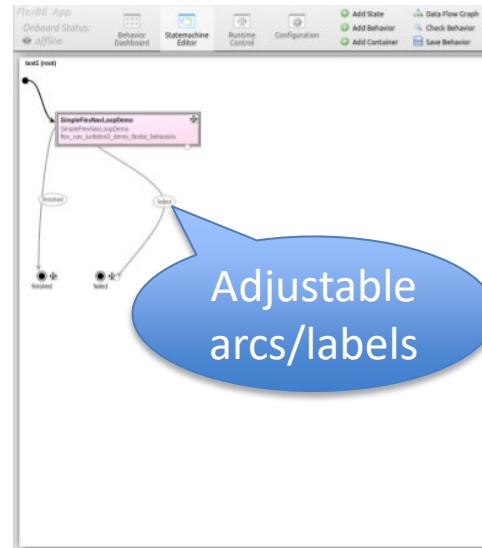 FlexBE App
Onboard Status:
offline
Behavior
Dashboard
Statemachine
Editor
Runtime
Control
Configuration
Add State
Add Behavior
Add Container
Data Flow Graph
Check Behavior
Save Behavior
test1 (root)
SimpleFlexNavLoopDemo
SimpleFlexNavLoopDemo
flex_nav_turtlebot3_demo_flexbe_behaviors
finished
failed
finished
failed
Adjustable
arcs/labels